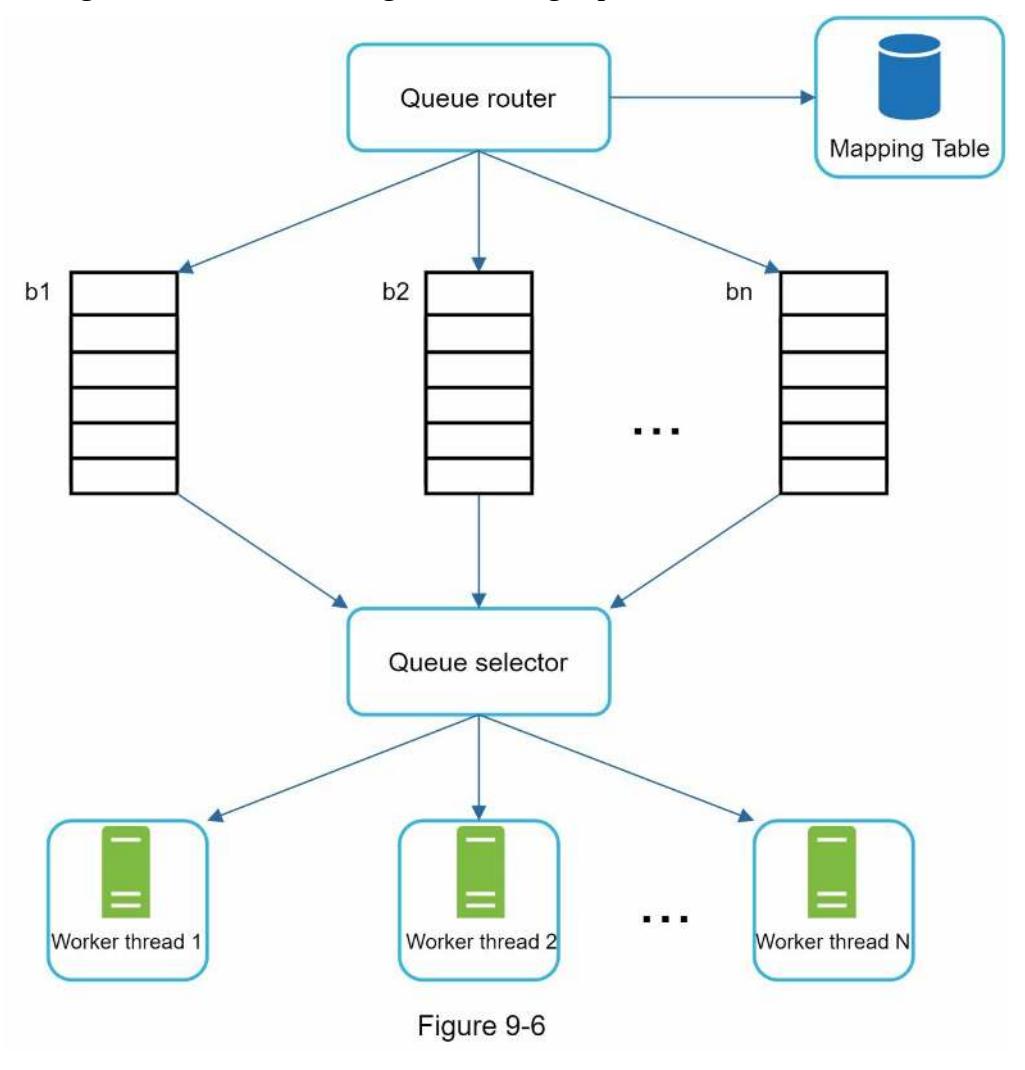 Queue router
Mapping Table
b1
b2
bn
...
Queue selector
...
Worker thread 1
Worker thread 2
Worker thread N
Figure 9-6